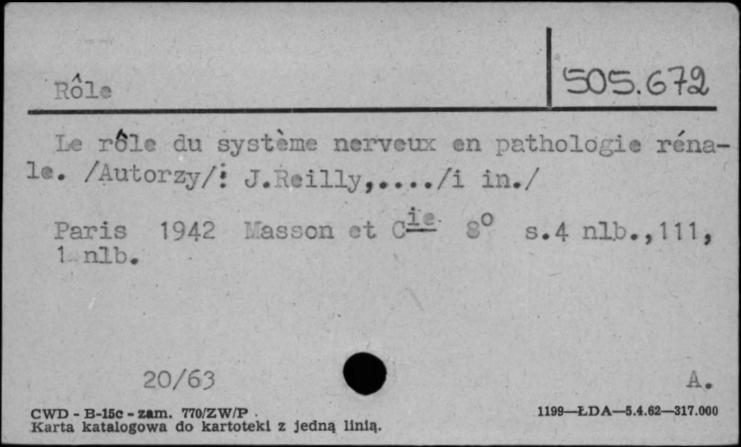 Rôle
505.672
Le rôle du système nerveux en pathologie réna-
le. /Autorzy/: J.Reilly,..../i in./
Paris 1942 Masson et Cie 8° s.4 nlb.,111,
1 nlb.
20/63
A.
CWD - B-15c - zam. 770/ZW/P
1199—ŁDA—5.4.62—317.000
Karta katalogowa do kartoteki z jedną linią.